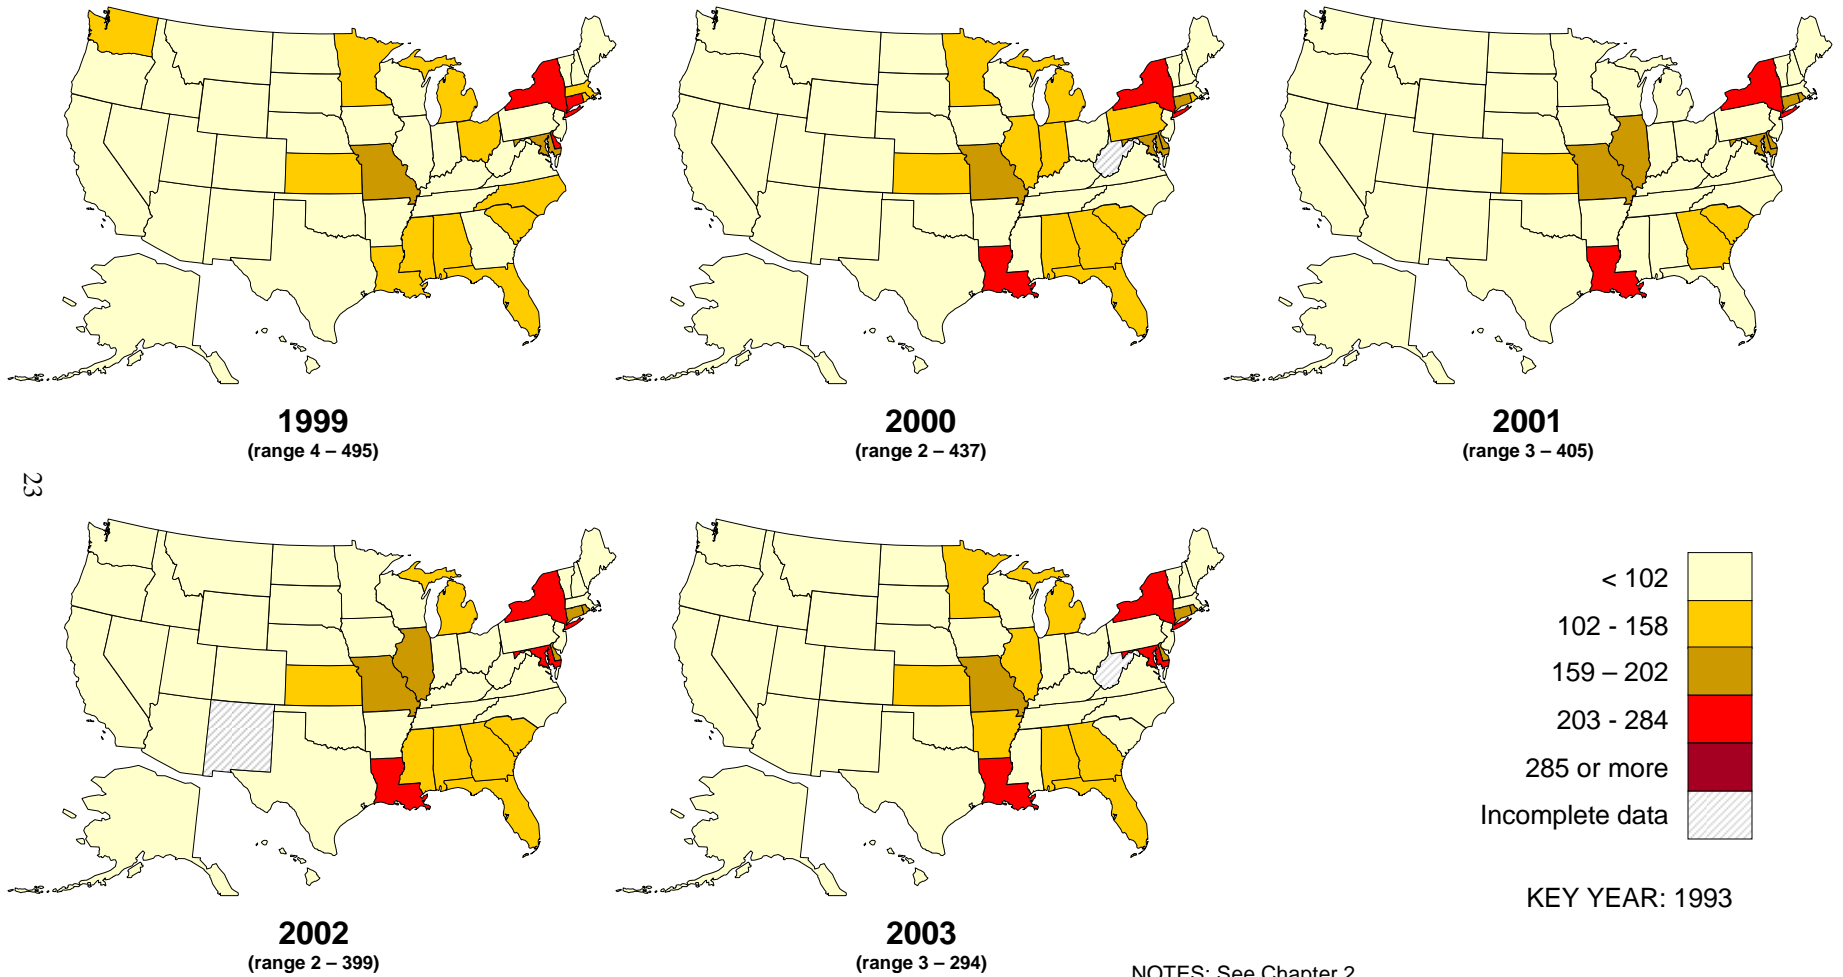 1999
(range 4 – 495)
2000
(range 2 – 437)
2001
(range 3 – 405)
23
2002
(range 2 – 399)
2003
(range 3 – 294)
< 102
102 - 158
159 – 202
203 - 284
285 or more
Incomplete data
KEY YEAR: 1993
NOTES: See Chapter 2